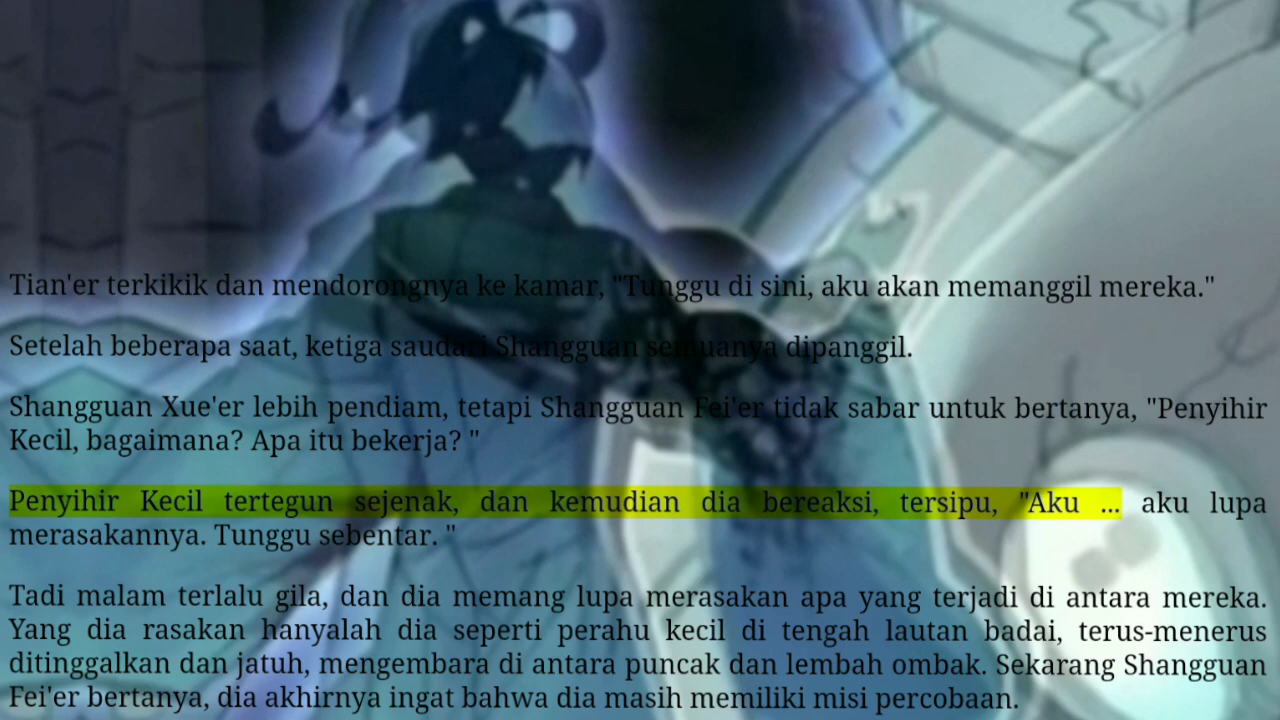 Tian'er terkikik dan mendorongnya ke kamar, "Tunggu di sini, aku akan memanggil mereka."
Setelah beberapa saat, ketiga saudari Shangguan semuanya dipanggil.
Shangguan Xue'er lebih pendiam, tetapi Shangguan Fei'er tidak sabar untuk bertanya, "Penyihir
Kecil, bagaimana? Apa itu bekerja? "
Penyihir Kecil tertegun sejenak, dan kemudian dia bereaksi, tersipu, "Aku ... aku lupa
merasakannya. Tunggu sebentar. "
Tadi malam terlalu gila, dan dia memang lupa merasakan apa yang terjadi di antara mereka.
Yang dia rasakan hanyalah dia seperti perahu kecil di tengah lautan badai, terus-menerus
ditinggalkan dan jatuh, mengembara di antara puncak dan lembah ombak. Sekarang Shangguan
Fei'er bertanya, dia akhirnya ingat bahwa dia masih memiliki misi percobaan.